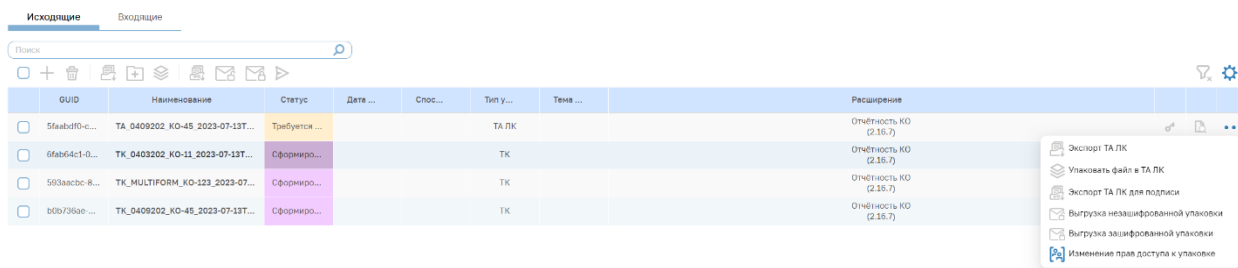 Исходящие Входящие
Поиск
GUID Наименование Статус Дата ... Спос... Тип у... Тема ... Расширение
5faabdf0-c... TA_0409202_KO-45_2023-07-13T... Требуется ... ТА ЛК Отчётность КО
(2.16.7)
6fab64c1-0... TK_0403202_KO-11_2023-07-13T... Сформиро... ТК Отчётность КО
(2.16.7)
593aacbc-8... TK_MULTIFORM_KO-123_2023-07... Сформиро... ТК Отчётность КО
(2.16.7)
b0b736ae-... TK_0409202_KO-45_2023-07-13T... Сформиро... ТК Отчётность КО
(2.16.7)
Экспорт ТА ЛК
Упаковать файл в ТА ЛК
Экспорт ТА ЛК для подписи
Выгрузка незашифрованной упаковки
Выгрузка зашифрованной упаковки
Изменение прав доступа к упаковке